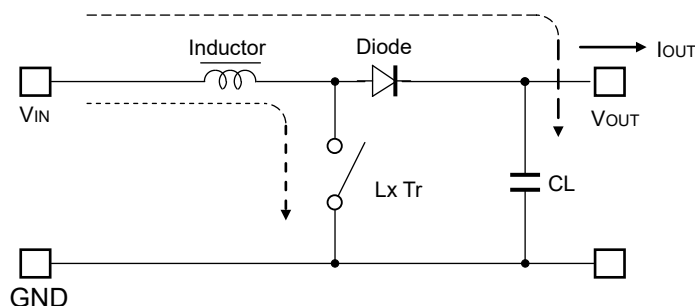 Inductor
Diode
IOUT
VIN
VOUT
Lx Tr
CL
GND